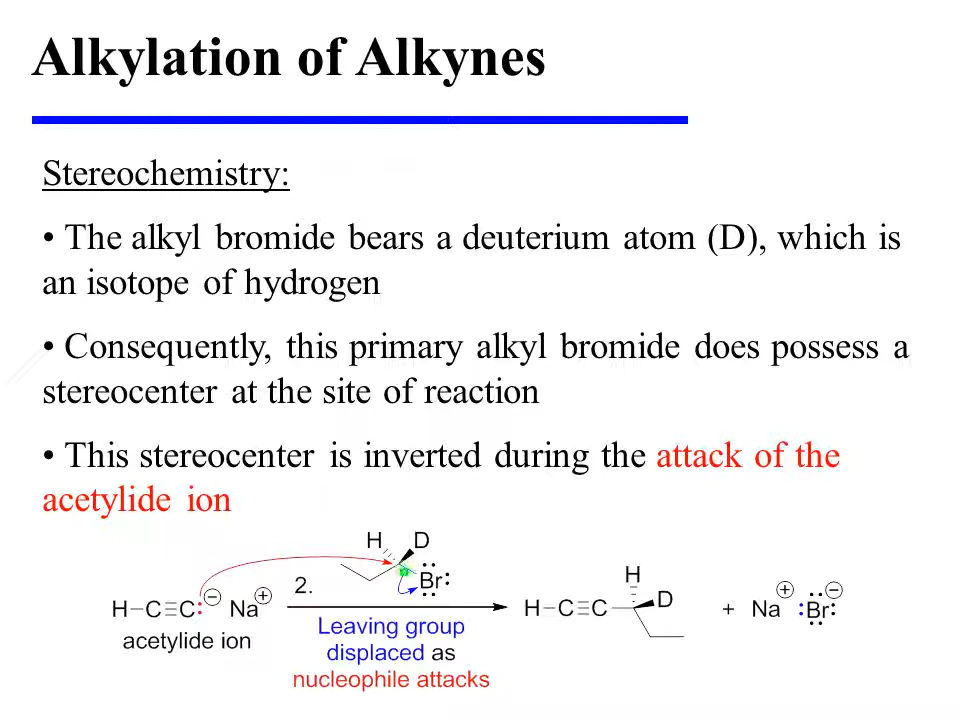 Alkylation of Alkynes
Stereochemistry:
• The alkyl bromide bears a deuterium atom (D), which is
an isotope of hydrogen
• Consequently, this primary alkyl bromide does possess a
stereocenter at the site of reaction
• This stereocenter is inverted during the attack of the
acetylide ion
H D
Br
H–C≡C:⊖ Na⊕
2.
acetylide ion
Leaving group
displaced as
nucleophile attacks
H
H–C≡C D
+ Na⊕ :Br:⊖